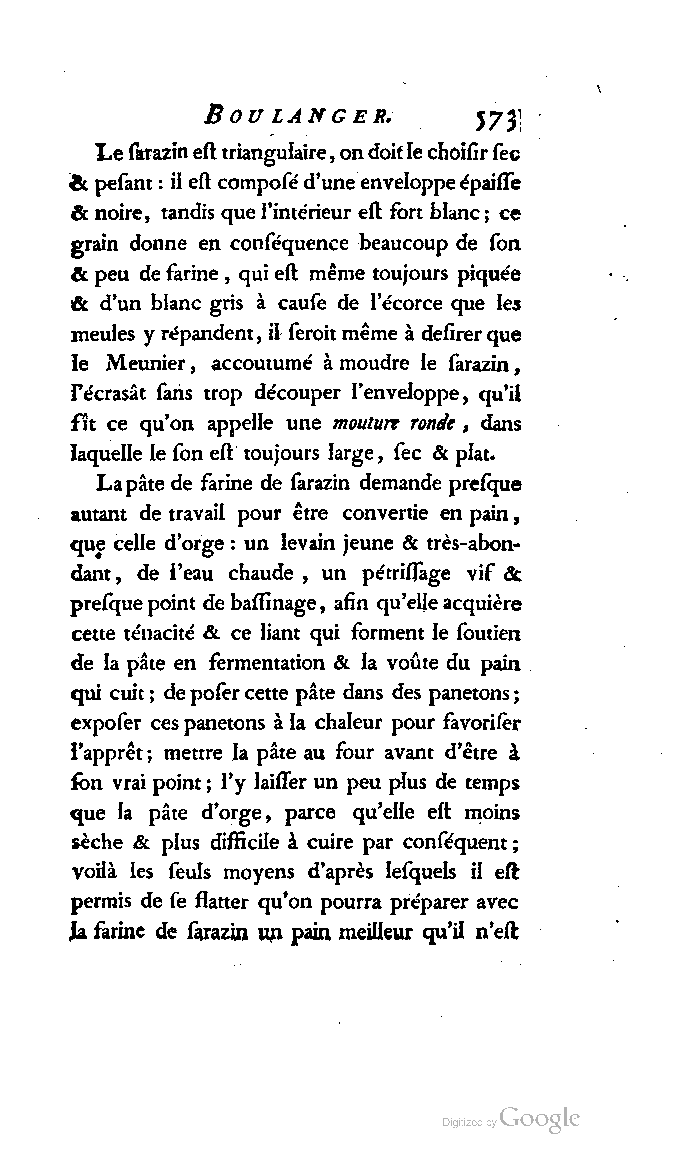 BOULANGER. 573
Le ſarazin eſt triangulaire, on doit le choiſir ſec
& peſant : il eſt compoſé d'une enveloppe épaiſſe
& noire, tandis que l'intérieur eſt fort blanc; ce
grain donne en conſéquence beaucoup de ſon
& peu de farine, qui eſt même toujours piquée
& d'un blanc gris à cauſe de l'écorce que les
meules y répandent, il ſeroit même à deſirer que
le Meunier, accoutumé à moudre le ſarazin,
l'écrasât ſans trop découper l'enveloppe, qu'il
fît ce qu'on appelle une mouture ronde, dans
laquelle le ſon eſt toujours large, ſec & plat.
La pâte de farine de ſarazin demande preſque
autant de travail pour être convertie en pain,
que celle d'orge : un levain jeune & très-abon-
dant, de l'eau chaude, un pétriſſage vif &
preſque point de baſſinage, afin qu'elle acquière
cette ténacité & ce liant qui forment le ſoutien
de la pâte en fermentation & la voûte du pain
qui cuit; de poſer cette pâte dans des panetons;
expoſer ces panetons à la chaleur pour favoriſer
l'apprêt; mettre la pâte au four avant d'être à
ſon vrai point; l'y laiſſer un peu plus de temps
que la pâte d'orge, parce qu'elle eſt moins
sèche & plus difficile à cuire par conſéquent;
voilà les ſeuls moyens d'après leſquels il eſt
permis de ſe flatter qu'on pourra préparer avec
la farine de ſarazin un pain meilleur qu'il n'eſt
Digitized by Google